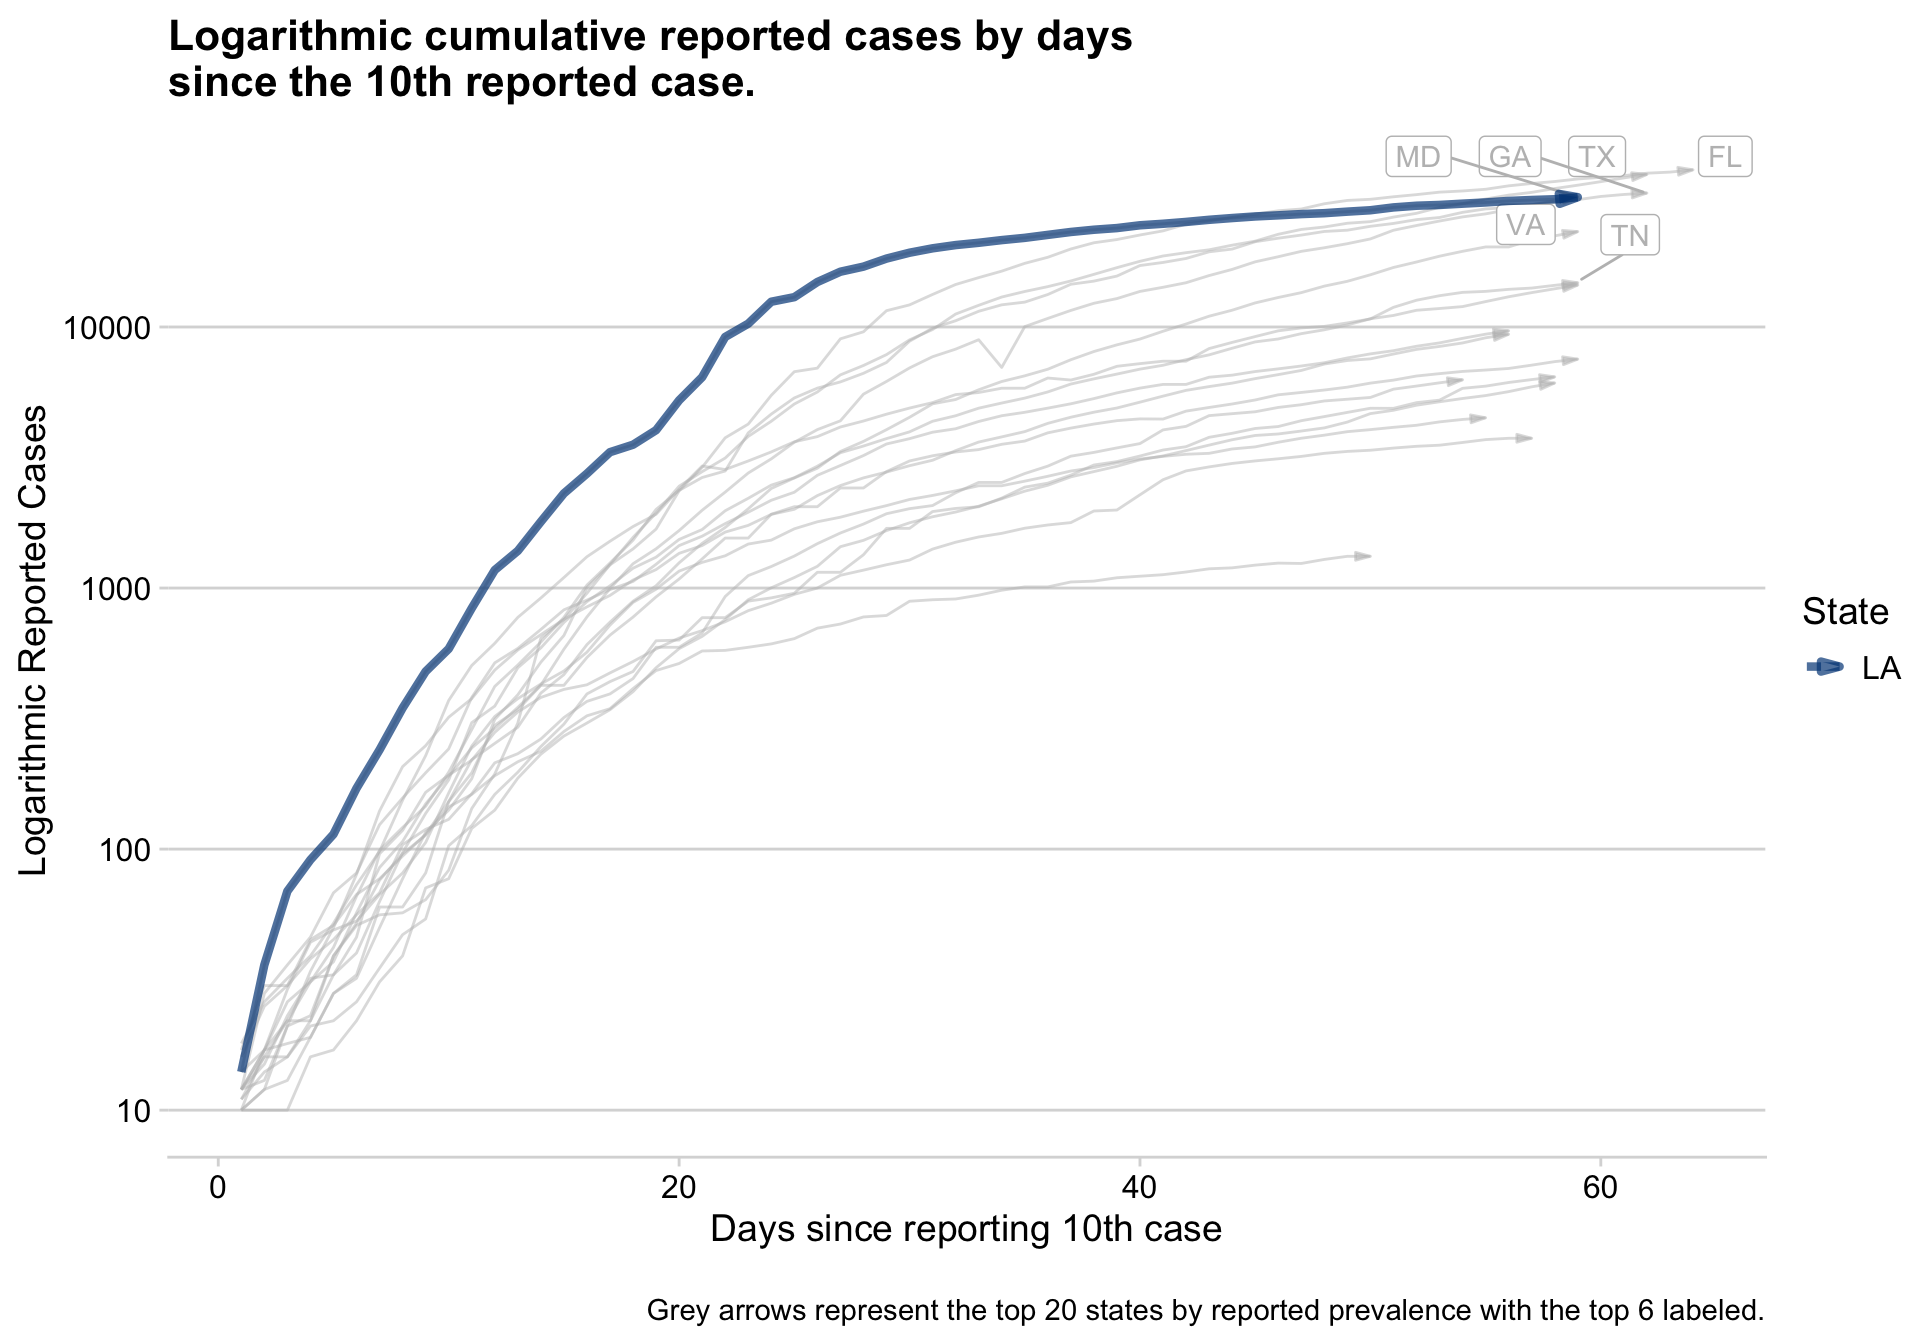 Logarithmic cumulative reported cases by days
since the 10th reported case.
MD
GA
TX
FL
VA
TN
10000
1000
100
10
Logarithmic Reported Cases
State
LA
0
20
40
60
Days since reporting 10th case
Grey arrows represent the top 20 states by reported prevalence with the top 6 labeled.